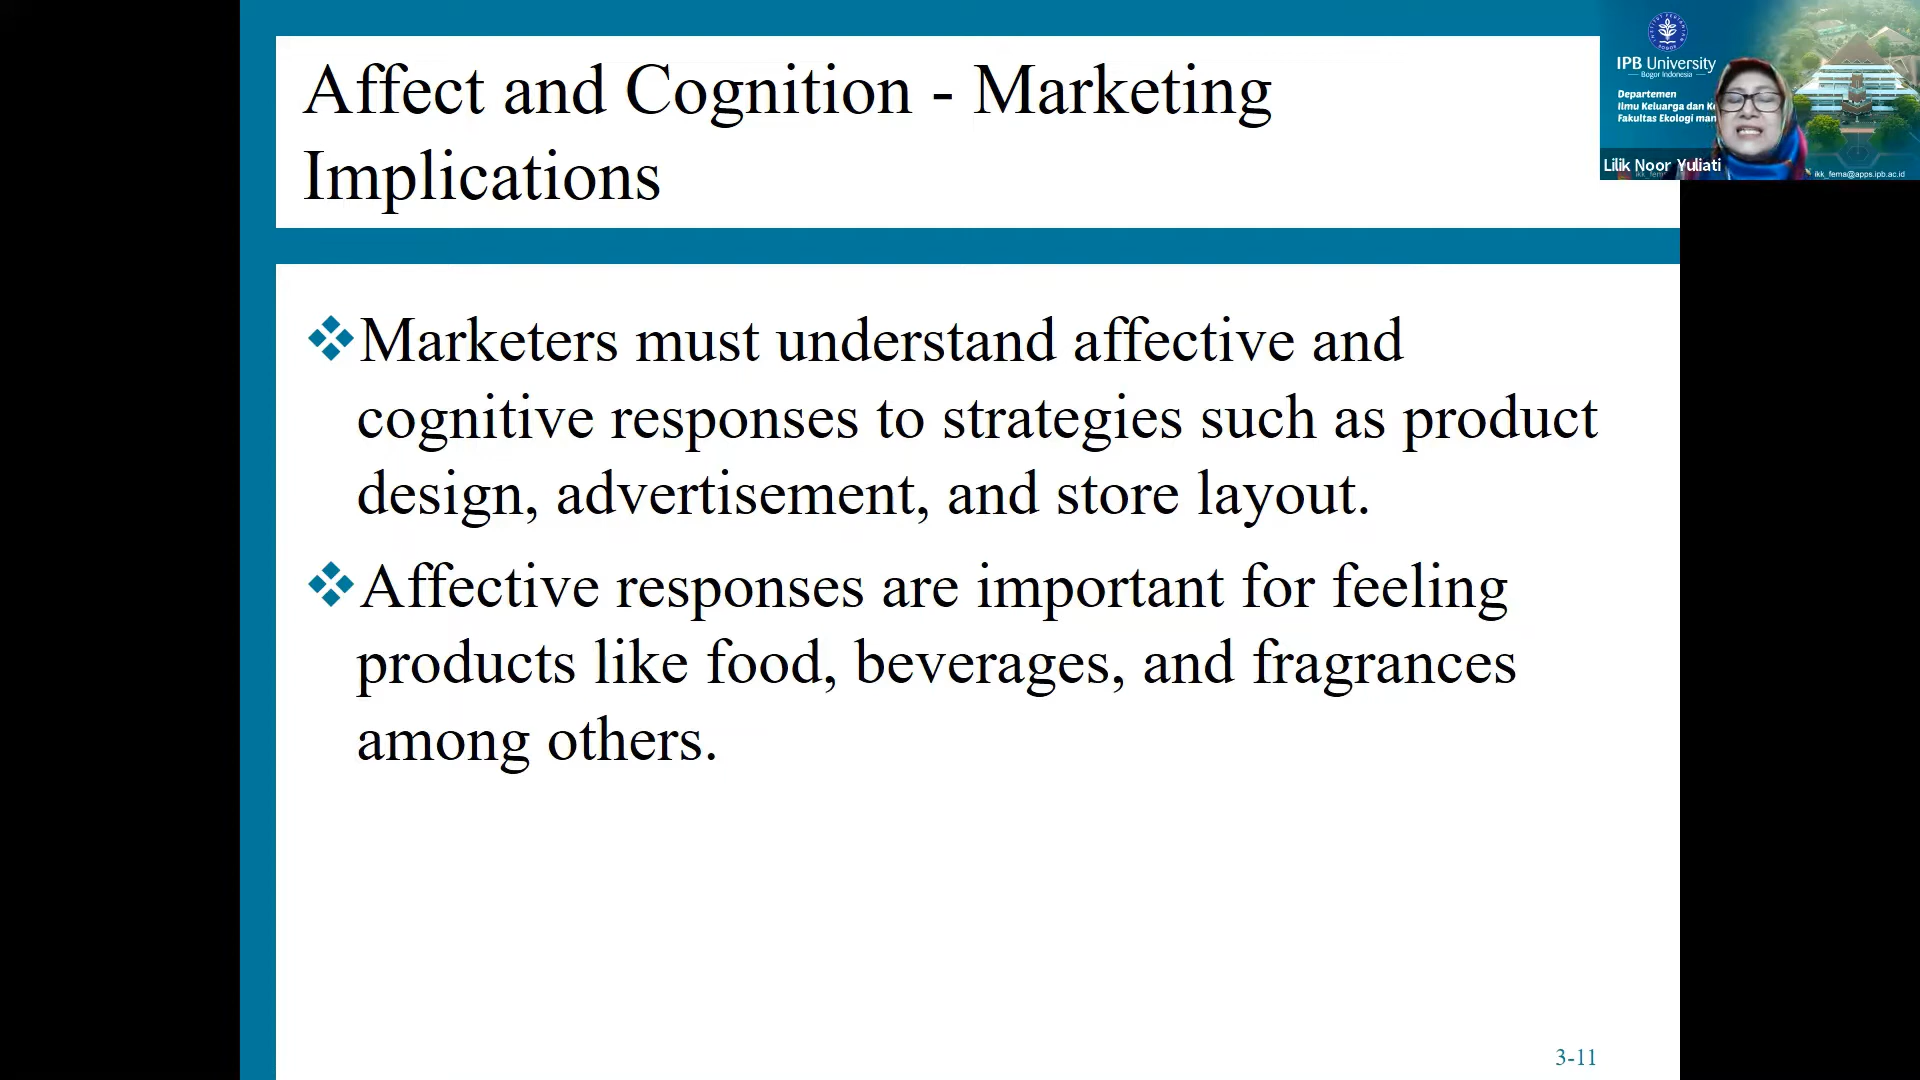 Affect and Cognition - Marketing
Implications
IPB University
Bogor Indonesia
Departemen
Ilmu Keluarga dan
Fakultas Ekologi
Lilik Noor Yuliati
ikk_fema@apps.ipb.ac.id
❖Marketers must understand affective and
cognitive responses to strategies such as product
design, advertisement, and store layout.
❖Affective responses are important for feeling
products like food, beverages, and fragrances
among others.
3-11